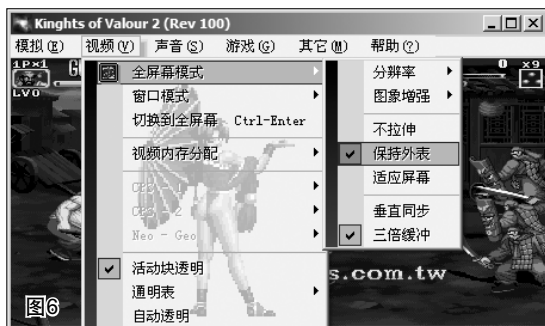 Kinghts of Valour 2 (Rev 100)
模拟(E) 视频(V) 声音(S) 游戏(G) 其它(M) 帮助(?)
1P×1
0 x9
LV0
全屏幕模式
窗口模式
切换到全屏幕 Ctrl-Enter
视频内存分配
CPS - 1
CPS - 2
Neo - Geo
活动块透明
通明表
自动透明
分辨率
图象增强
不拉伸
保持外表
适应屏幕
垂直同步
三倍缓冲
s.com.tw
图6